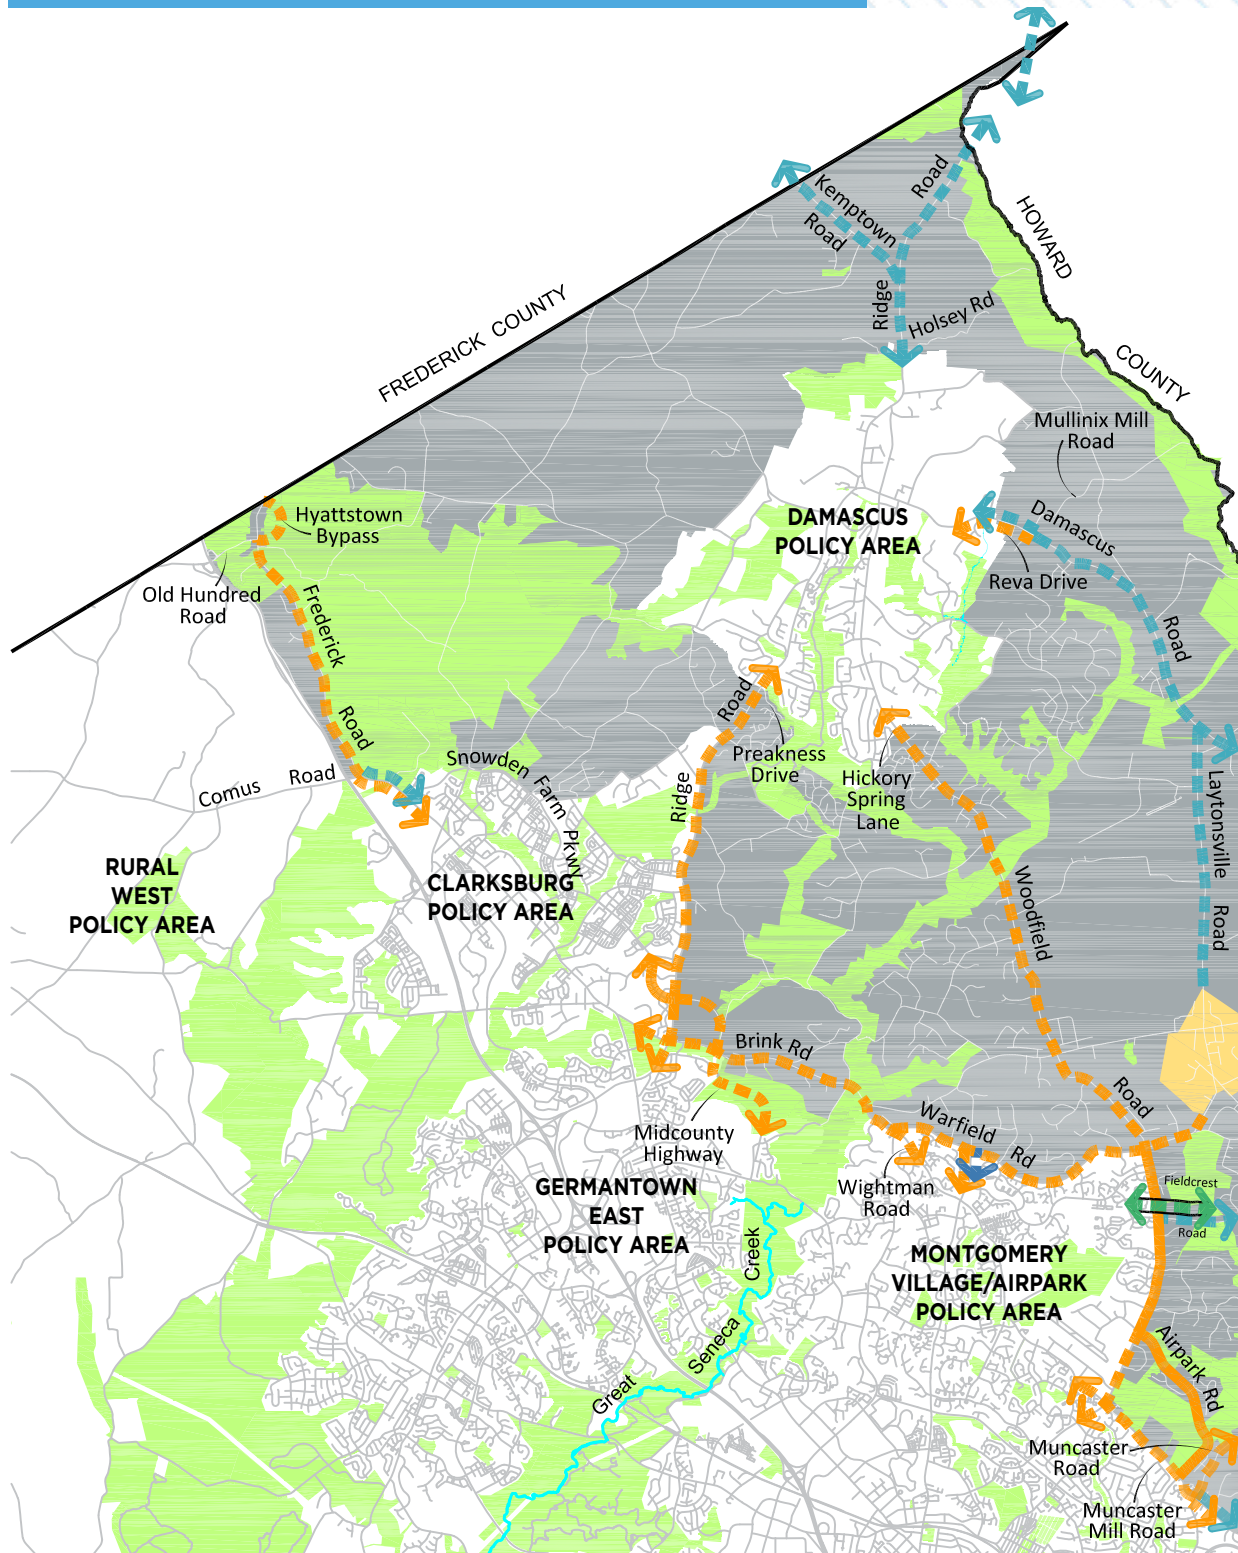 Kemptown
Road
Road
Ridge
Holsey Rd
HOWARD
COUNTY
FREDERICK COUNTY
Mullinix Mill
Road
Hyattstown
Bypass
DAMASCUS
POLICY AREA
Damascus
Road
Reva Drive
Old Hundred
Road
Frederick
Road
Road
Ridge
Preakness
Drive
Hickory
Spring
Lane
Snowden Farm Pkwy
Comus Road
Laytonsville Road
RURAL
WEST
POLICY AREA
CLARKSBURG
POLICY AREA
Woodfield
Road
Brink Rd
Warfield Rd
Midcounty
Highway
Wightman
Road
GERMANTOWN
EAST
POLICY AREA
Fieldcrest
Road
MONTGOMERY
VILLAGE/AIRPARK
POLICY AREA
Great Seneca Creek
Airpark Rd
Muncaster
Road
Muncaster
Mill Road